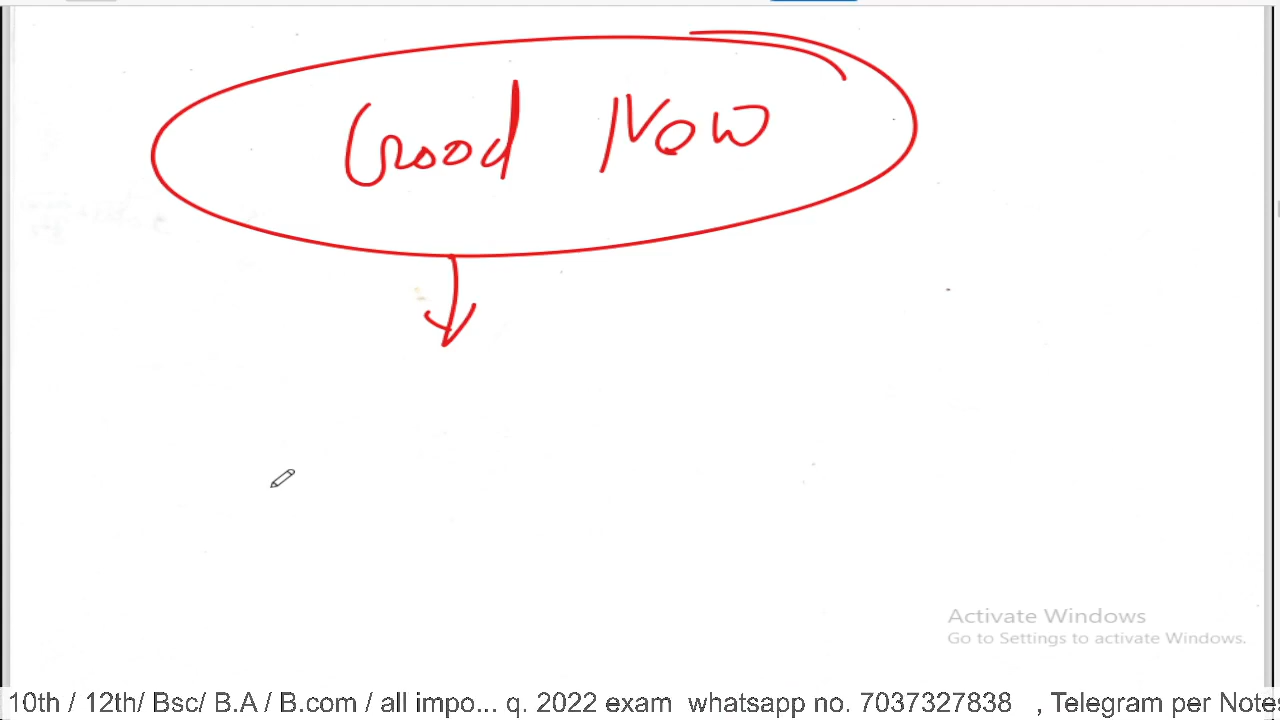 Good Now
Activate Windows
Go to Settings to activate Windows.
10th / 12th/ Bsc/ B.A / B.com / all impo... q. 2022 exam whatsapp no. 7037327838 , Telegram per Note